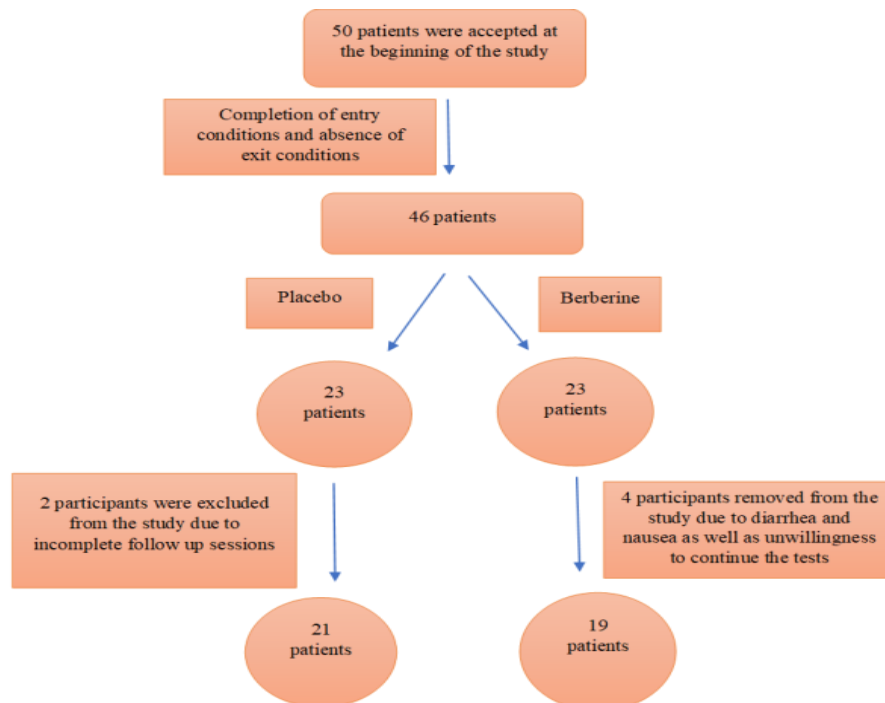 50 patients were accepted at
the beginning of the study
Completion of entry
conditions and absence of
exit conditions
46 patients
Placebo
Berberine
23
patients
23
patients
2 participants were excluded
from the study due to
incomplete follow up sessions
4 participants removed from the
study due to diarrhea and
nausea as well as unwillingness
to continue the tests
21
patients
19
patients